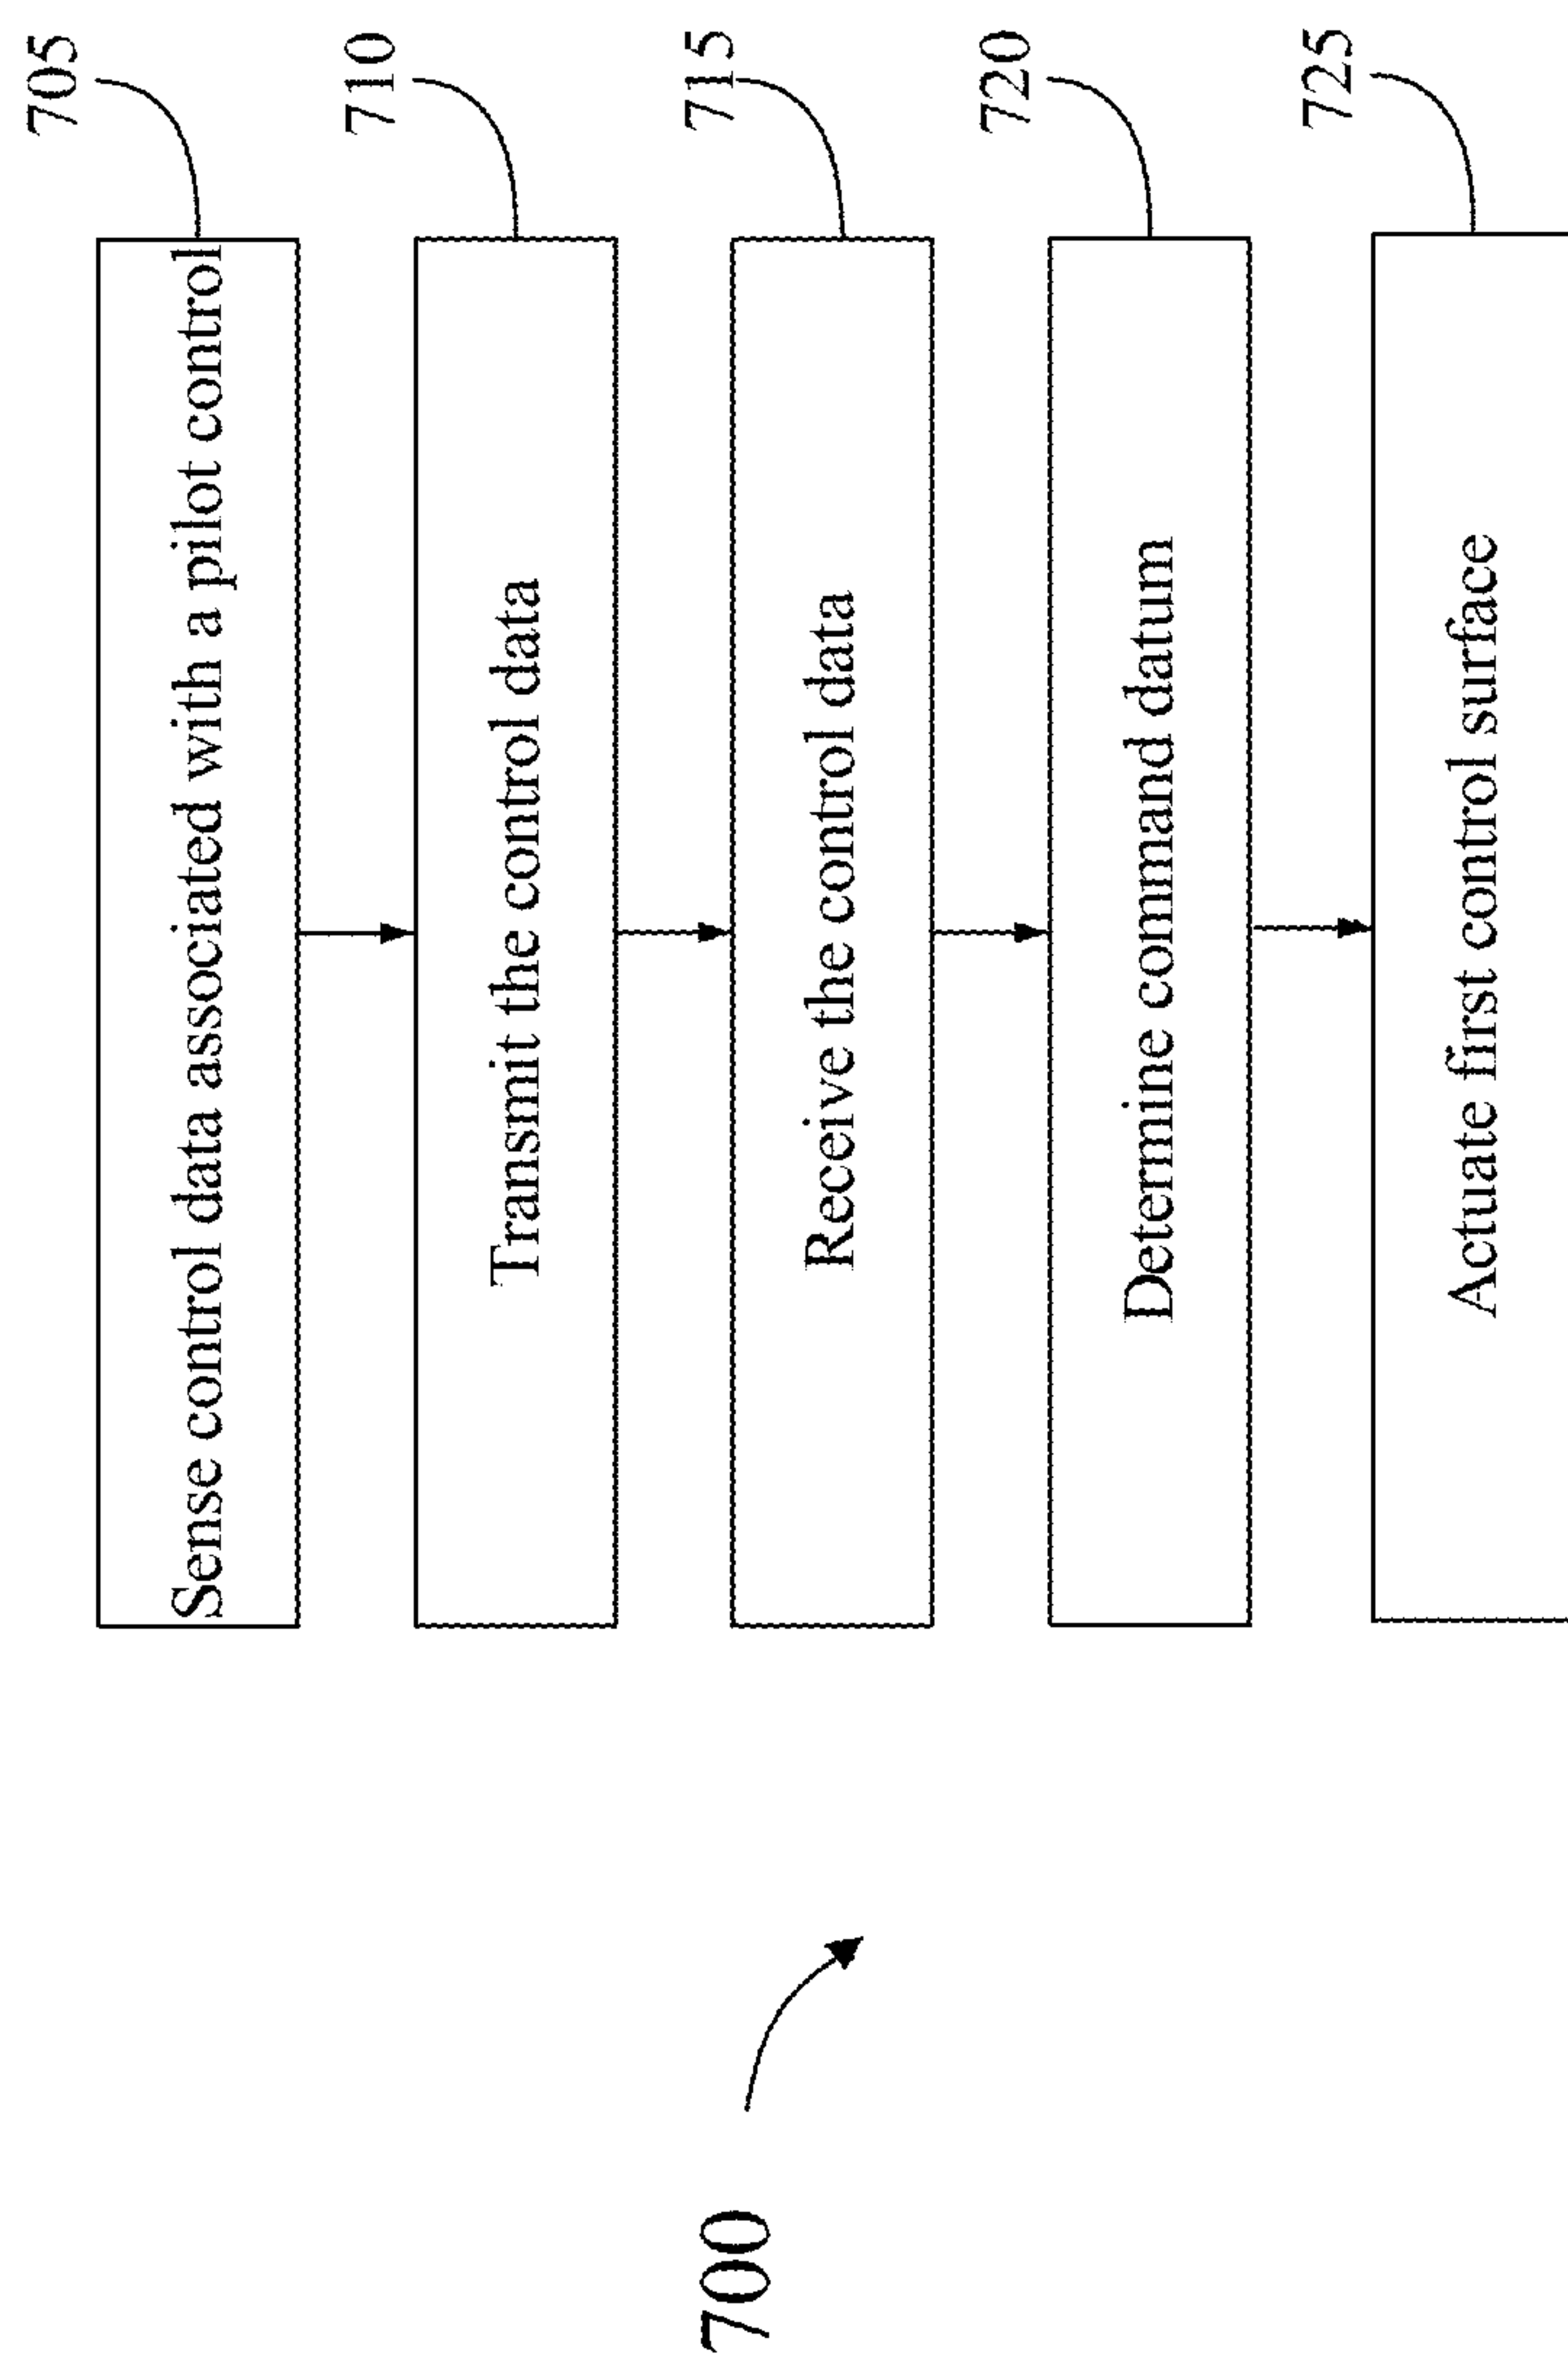 705
Sense control data associated with a pilot control
710
Transmit the control data
715
Receive the control data
720
Determine command datum
725
Actuate first control surface
700